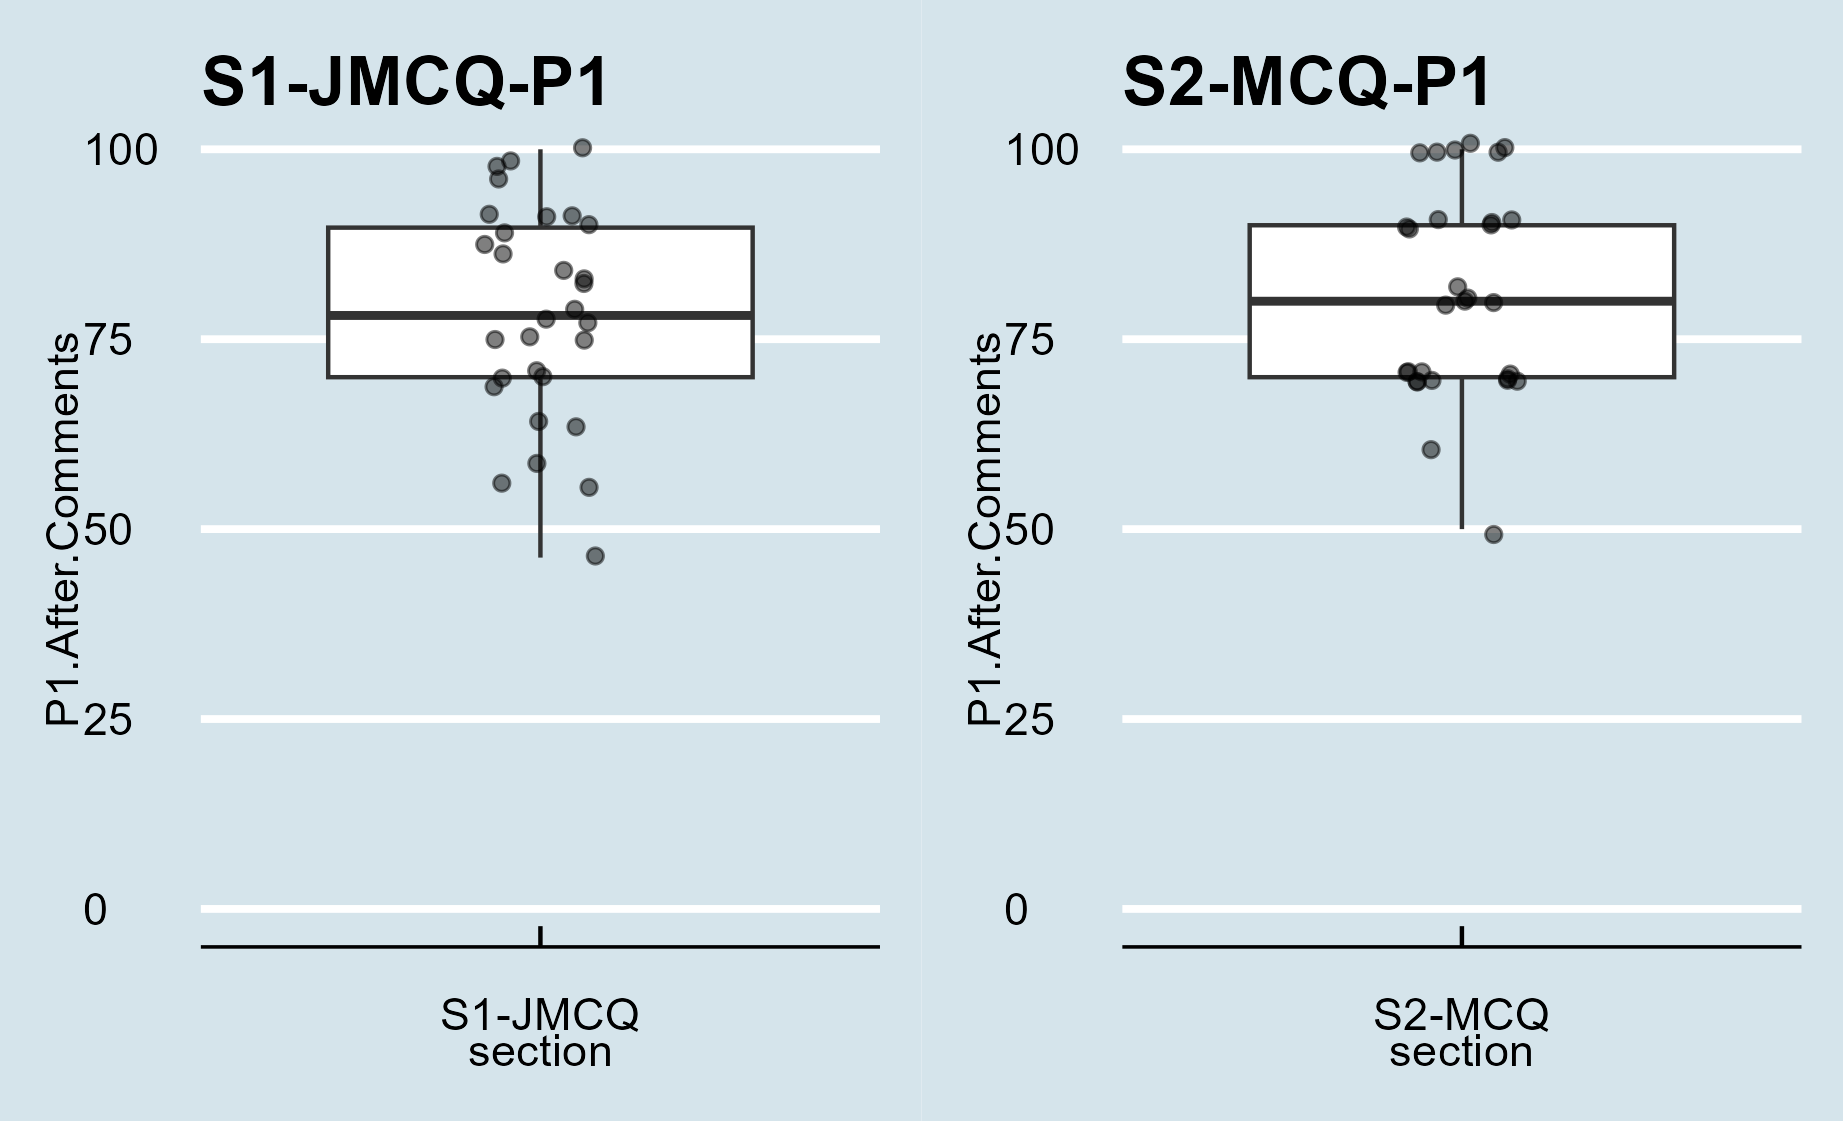 S1-JMCQ-P1
100
75
50
25
0
P1.After.Comments
S1-JMCQ
section
S2-MCQ-P1
100
75
50
25
0
P1.After.Comments
S2-MCQ
section